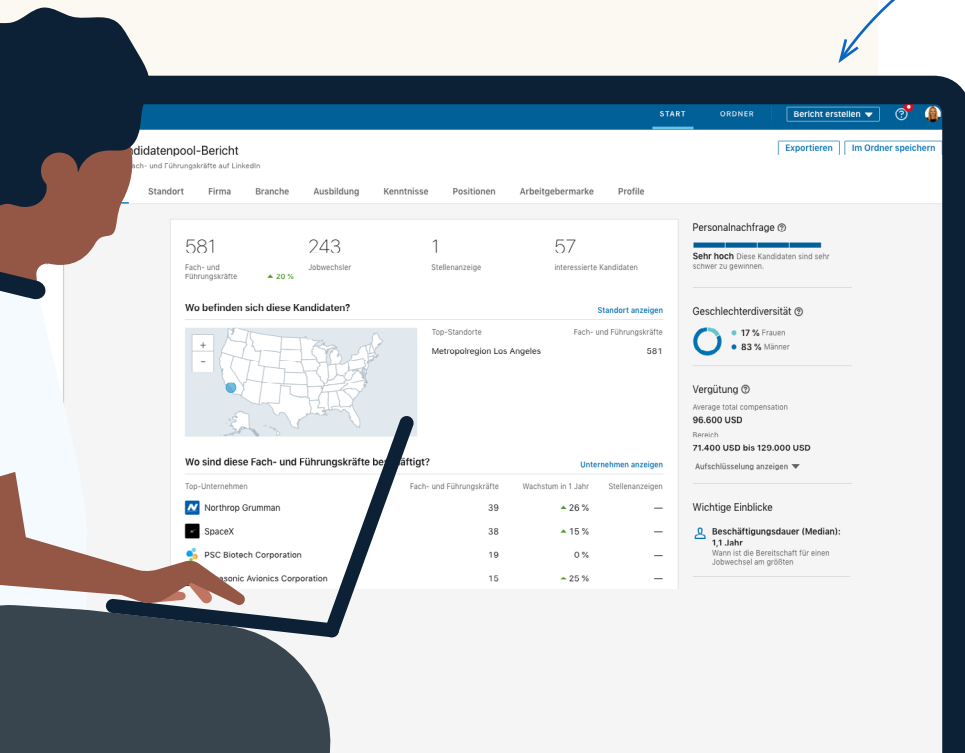 START ORDNER Bericht erstellen
Exportieren Im Ordner speichern
didatenpool-Bericht
ach- und Führungskräfte auf LinkedIn
Standort Firma Branche Ausbildung Kenntnisse Positionen Arbeitgebermarke Profile
581 243 1 57
Fach- und Führungskräfte ▲ 20 % Jobwechsler Stellenanzeige interessierte Kandidaten
Wo befinden sich diese Kandidaten? Standort anzeigen
+
-
Top-Standorte Fach- und Führungskräfte
Metropolregion Los Angeles 581
Wo sind diese Fach- und Führungskräfte bes äftigt? Unternehmen anzeigen
Top-Unternehmen Fach- und Führungskräfte Wachstum in 1 Jahr Stellenanzeigen
Northrop Grumman 39 ▲ 26 % —
SpaceX 38 ▲ 15 % —
PSC Biotech Corporation 19 0 % —
asonic Avionics Corporation 15 ▲ 25 % —
Personalnachfrage
Sehr hoch Diese Kandidaten sind sehr
schwer zu gewinnen.
Geschlechterdiversität
17 % Frauen
83 % Männer
Vergütung
Average total compensation
96.600 USD
Bereich
71.400 USD bis 129.000 USD
Aufschlüsselung anzeigen
Wichtige Einblicke
Beschäftigungsdauer (Median):
1,1 Jahr
Wann ist die Bereitschaft für einen
Jobwechsel am größten